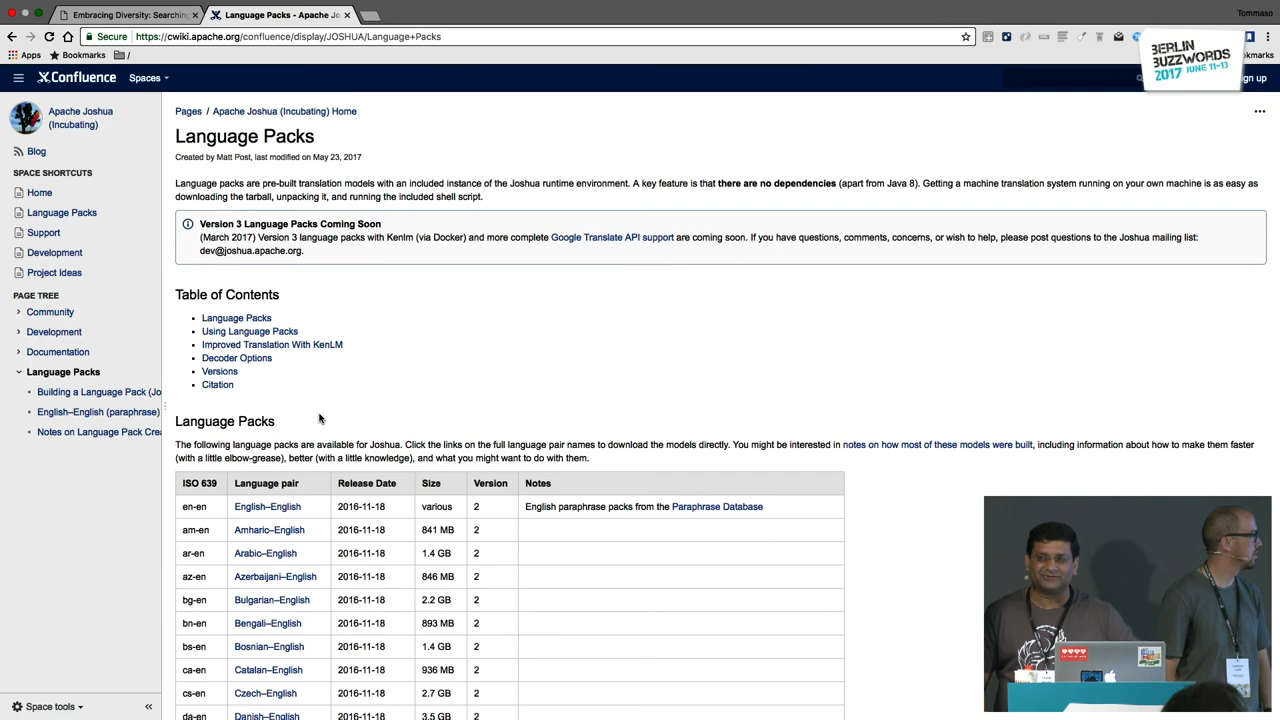 Embracing Diversity: Searching
Language Packs - Apache Jo
Tommaso
Secure
https://cwiki.apache.org/confluence/display/JOSHUA/Language+Packs
Apps
Bookmarks
/
BERLIN
BUZZWORDS
2017 JUNE 11-13
Confluence
Spaces
Apache Joshua
(Incubating)
Blog
SPACE SHORTCUTS
Home
Language Packs
Support
Development
Project Ideas
PAGE TREE
Community
Development
Documentation
Language Packs
Building a Language Pack (Jo
English–English (paraphrase)
Notes on Language Pack Crea
Space tools
Pages / Apache Joshua (Incubating) Home
Language Packs
Created by Matt Post, last modified on May 23, 2017
Language packs are pre-built translation models with an included instance of the Joshua runtime environment. A key feature is that there are no dependencies (apart from Java 8). Getting a machine translation system running on your own machine is as easy as
downloading the tarball, unpacking it, and running the included shell script.
Version 3 Language Packs Coming Soon
(March 2017) Version 3 language packs with Kenlm (via Docker) and more complete Google Translate API support are coming soon. If you have questions, comments, concerns, or wish to help, please post questions to the Joshua mailing list:
dev@joshua.apache.org.
Table of Contents
Language Packs
Using Language Packs
Improved Translation With KenLM
Decoder Options
Versions
Citation
Language Packs
The following language packs are available for Joshua. Click the links on the full language pair names to download the models directly. You might be interested in notes on how most of these models were built, including information about how to make them faster
(with a little elbow-grease), better (with a little knowledge), and what you might want to do with them.
ISO 639 Language pair Release Date Size Version Notes
en-en English–English 2016-11-18 various 2 English paraphrase packs from the Paraphrase Database
am-en Amharic–English 2016-11-18 841 MB 2
ar-en Arabic–English 2016-11-18 1.4 GB 2
az-en Azerbaijani–English 2016-11-18 846 MB 2
bg-en Bulgarian–English 2016-11-18 2.2 GB 2
bn-en Bengali–English 2016-11-18 893 MB 2
bs-en Bosnian–English 2016-11-18 1.4 GB 2
ca-en Catalan–English 2016-11-18 936 MB 2
cs-en Czech–English 2016-11-18 2.7 GB 2
da-en Danish–English 2016-11-18 3.5 GB 2